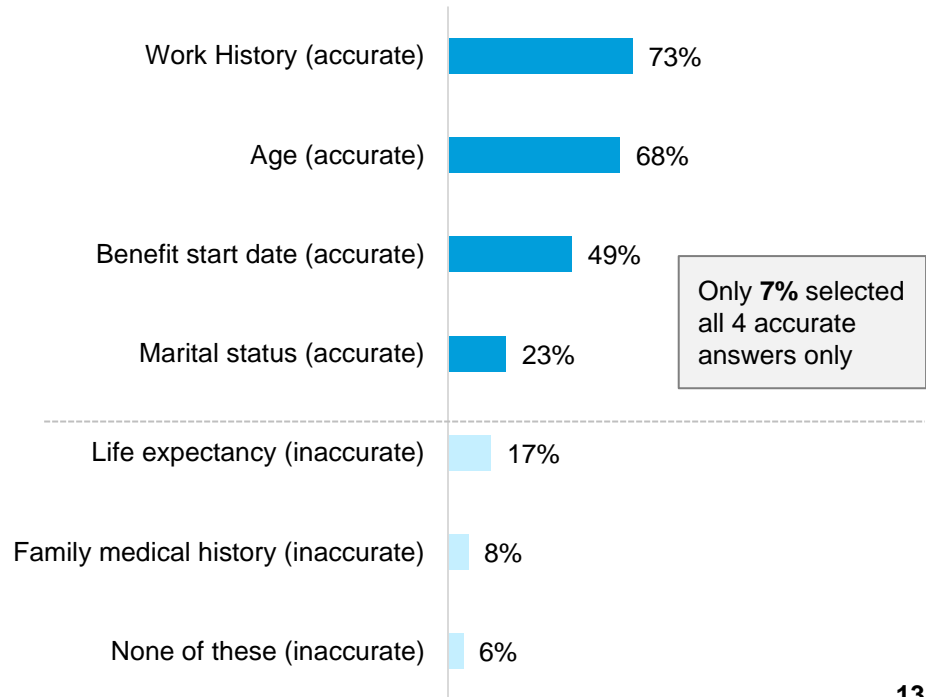 Work History (accurate) 73%
Age (accurate) 68%
Benefit start date (accurate) 49%
Only 7% selected
all 4 accurate
answers only
Marital status (accurate) 23%
Life expectancy (inaccurate) 17%
Family medical history (inaccurate) 8%
None of these (inaccurate) 6%
13